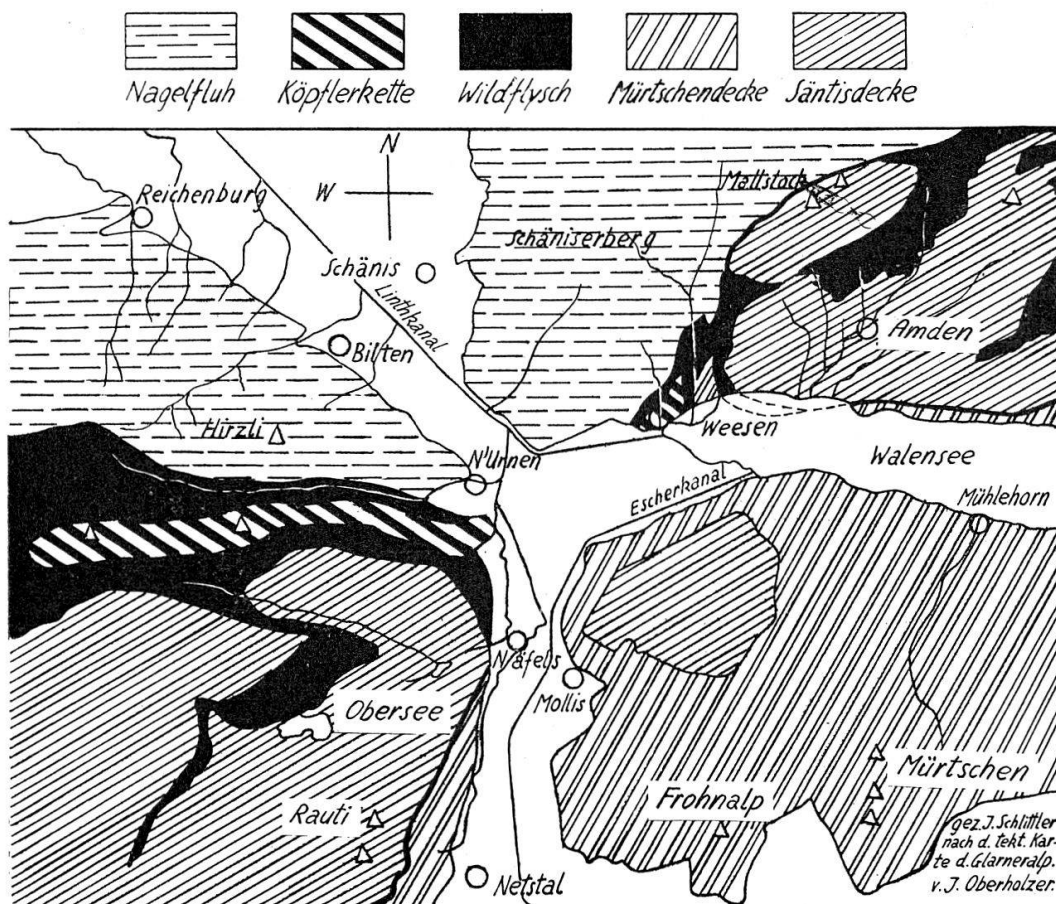 Nagelfluh Köpflerkette Wildflysch Mürtschendecke Säntisdecke
N
W
Mattstock
Reichenburg
Schäniserberg
Schänis
Linthkanal
Amden
Bilten
Hirzli
Weesen
N'Urnen
Walensee
Escherkanal
Mühlehorn
Näfels
Mollis
Obersee
Mürtschen
Frohnalp
Rauti
gez. J. Schlittler
nach d. tekt. Kar-
te d. Glarneralp.
v. J. Oberholzer.
Netstal